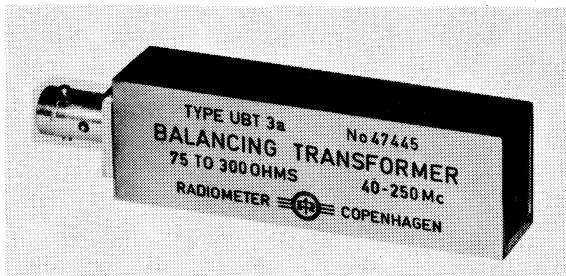 TYPE UBT 3a No 47445
BALANCING TRANSFORMER
75 TO 300 OHMS 40-250 Mc
RADIOMETER COPENHAGEN